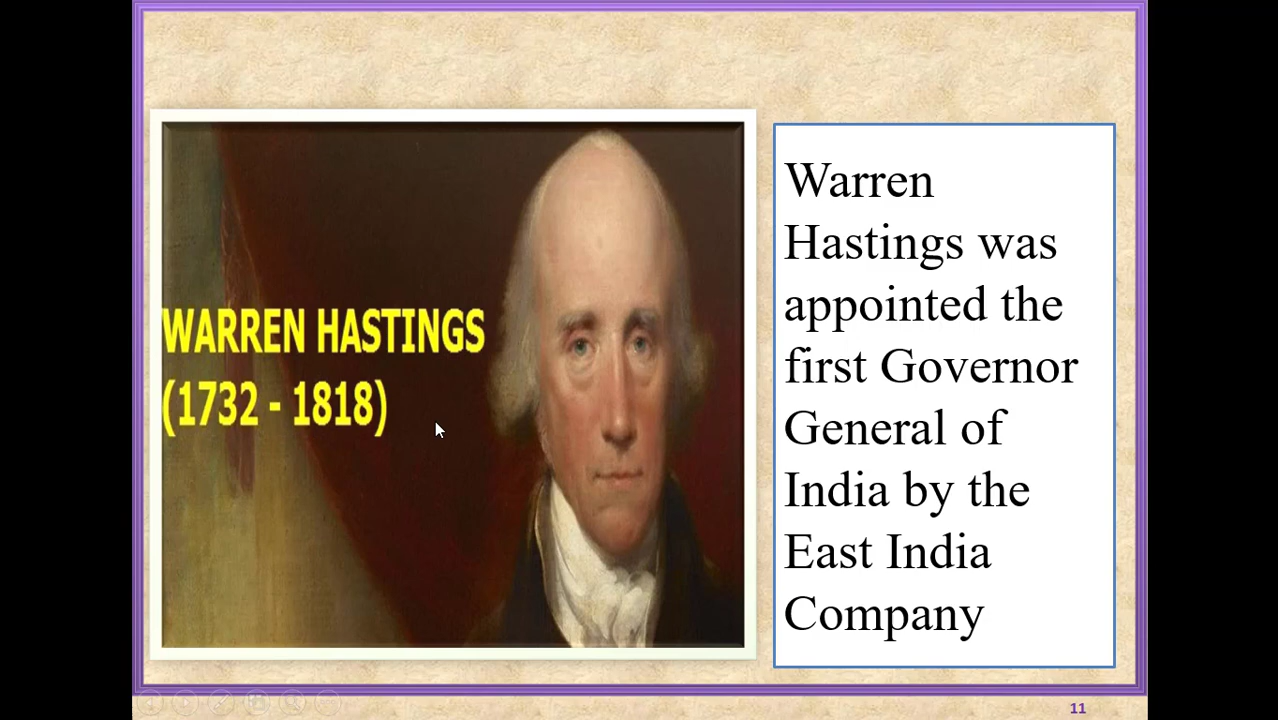 WARREN HASTINGS
(1732 - 1818)
Warren
Hastings was
appointed the
first Governor
General of
India by the
East India
Company
11